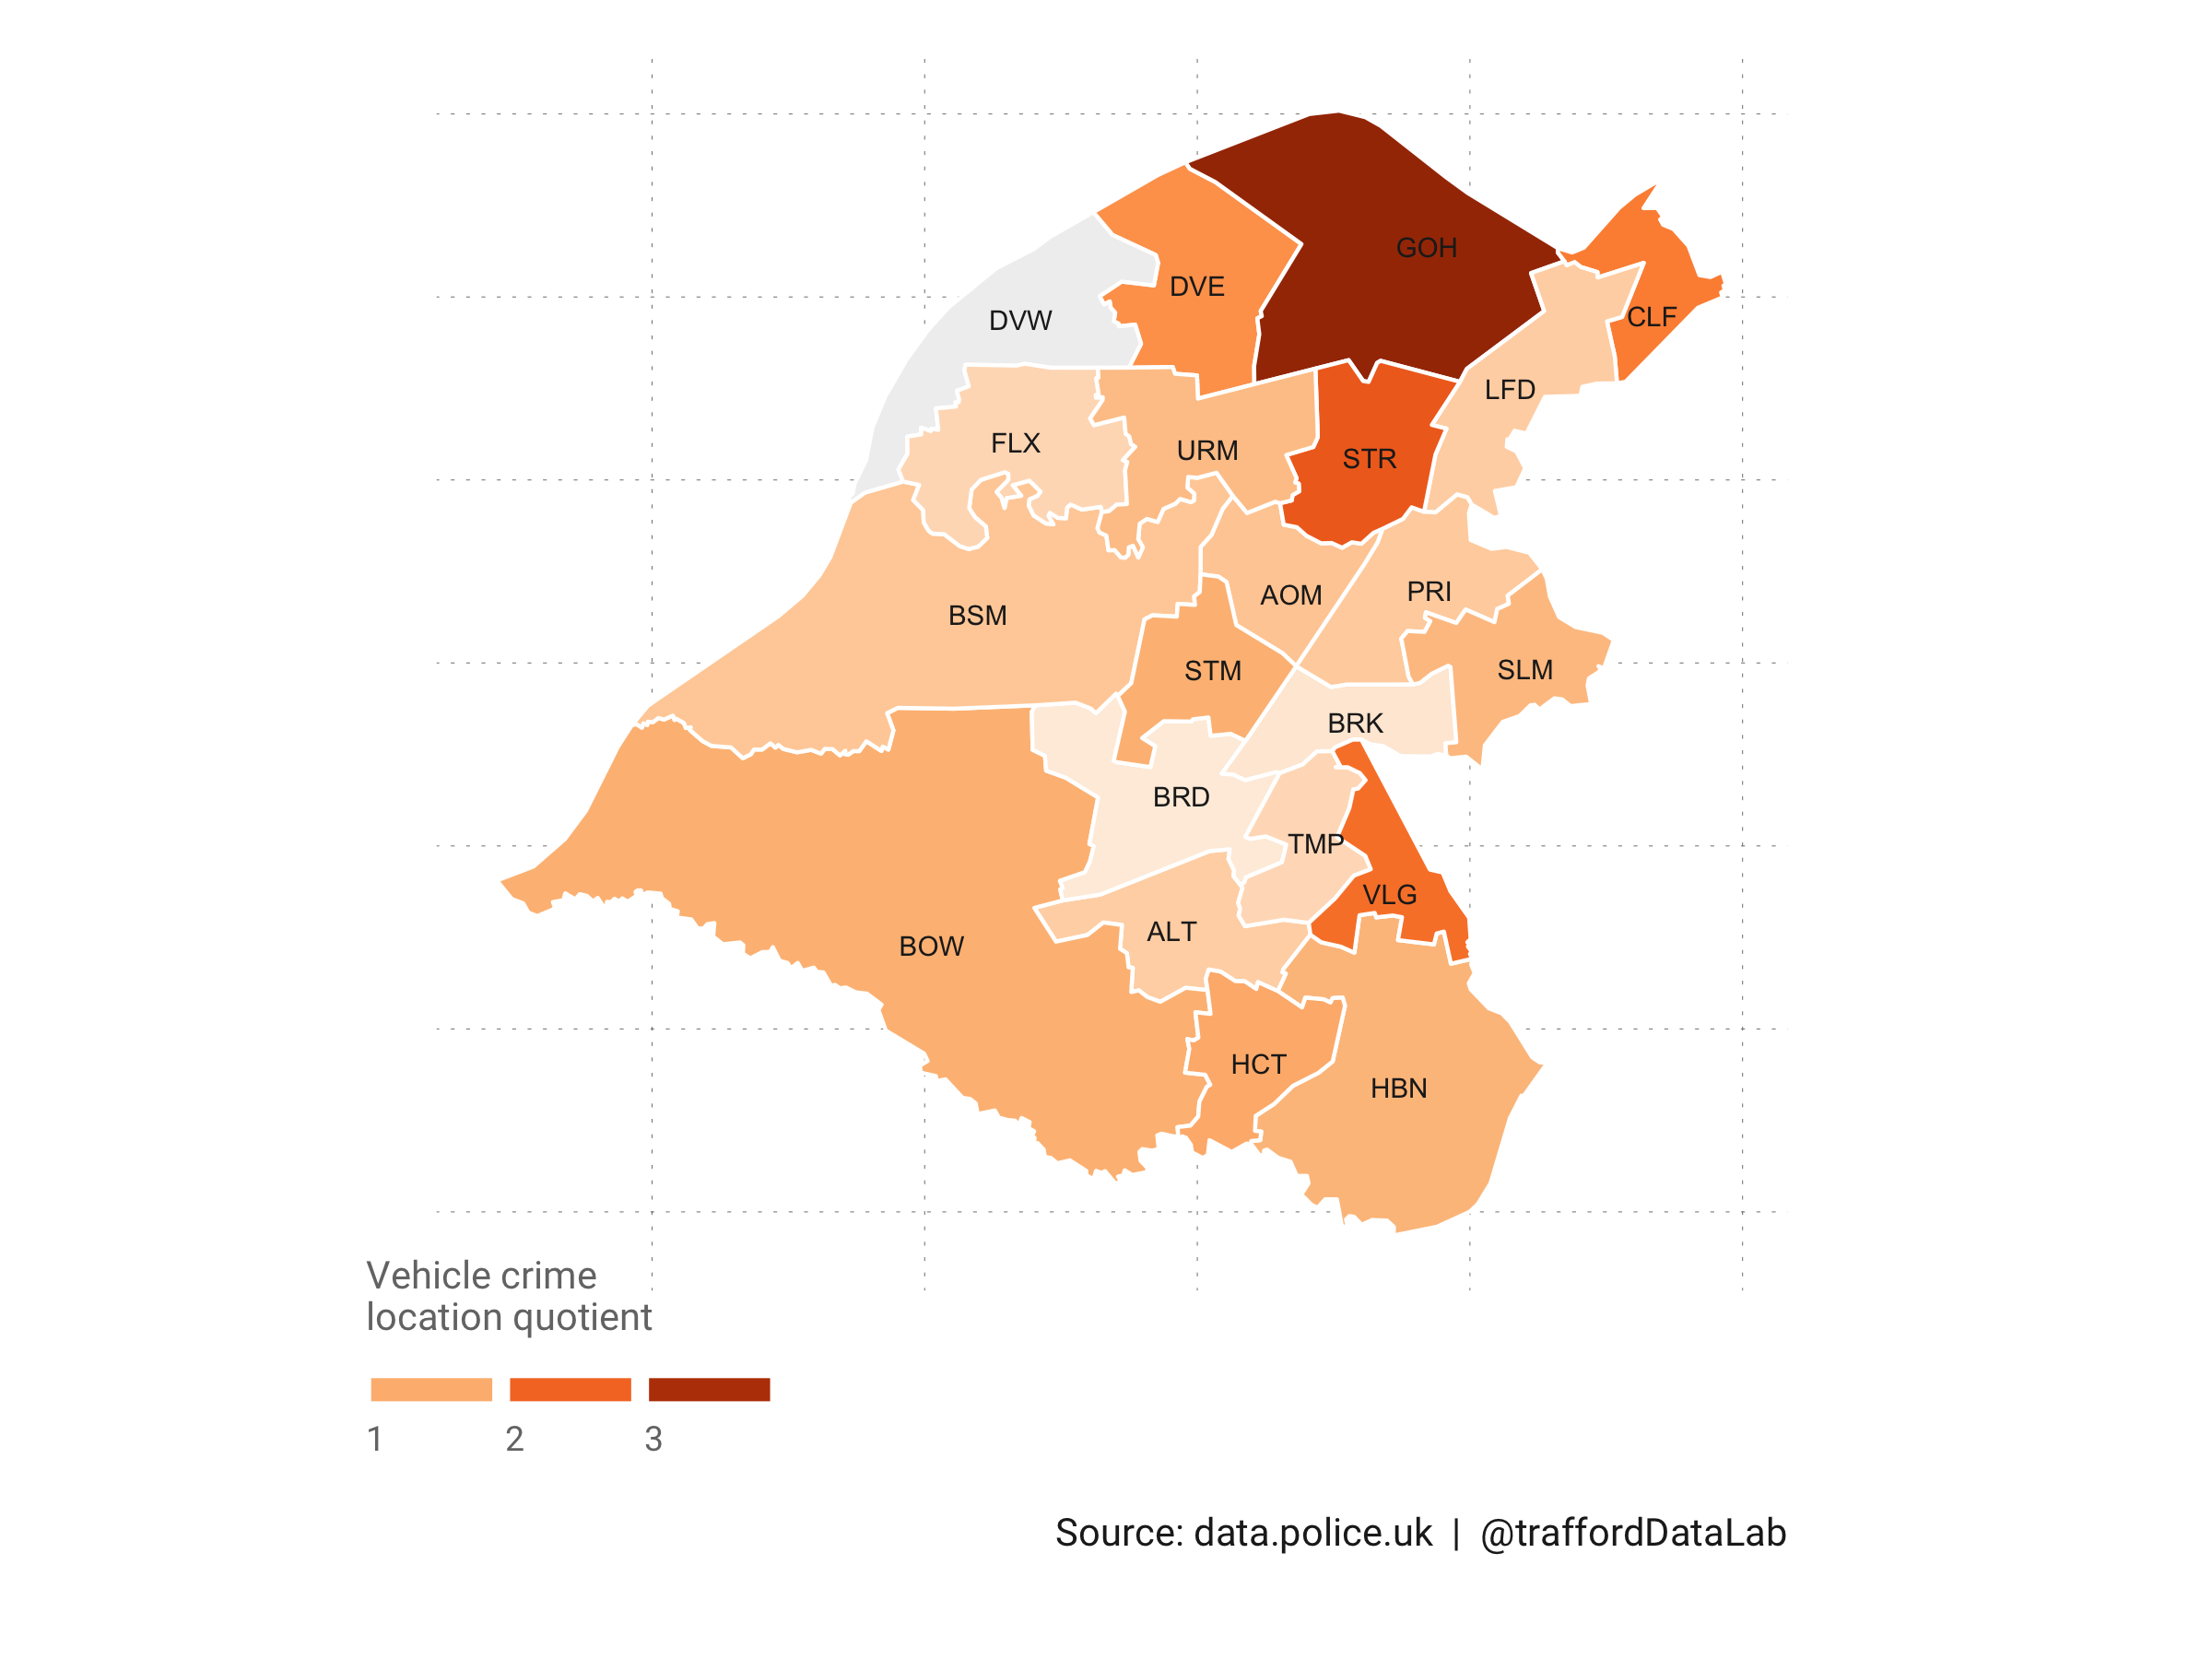 GOH
DVE
CLF
DVW
LFD
FLX
URM
STR
PRI
AOM
BSM
SLM
STM
BRK
BRD
TMP
VLG
ALT
BOW
HCT
HBN
Vehicle crime
location quotient
1 2 3
Source: data.police.uk | @traffordDataLab